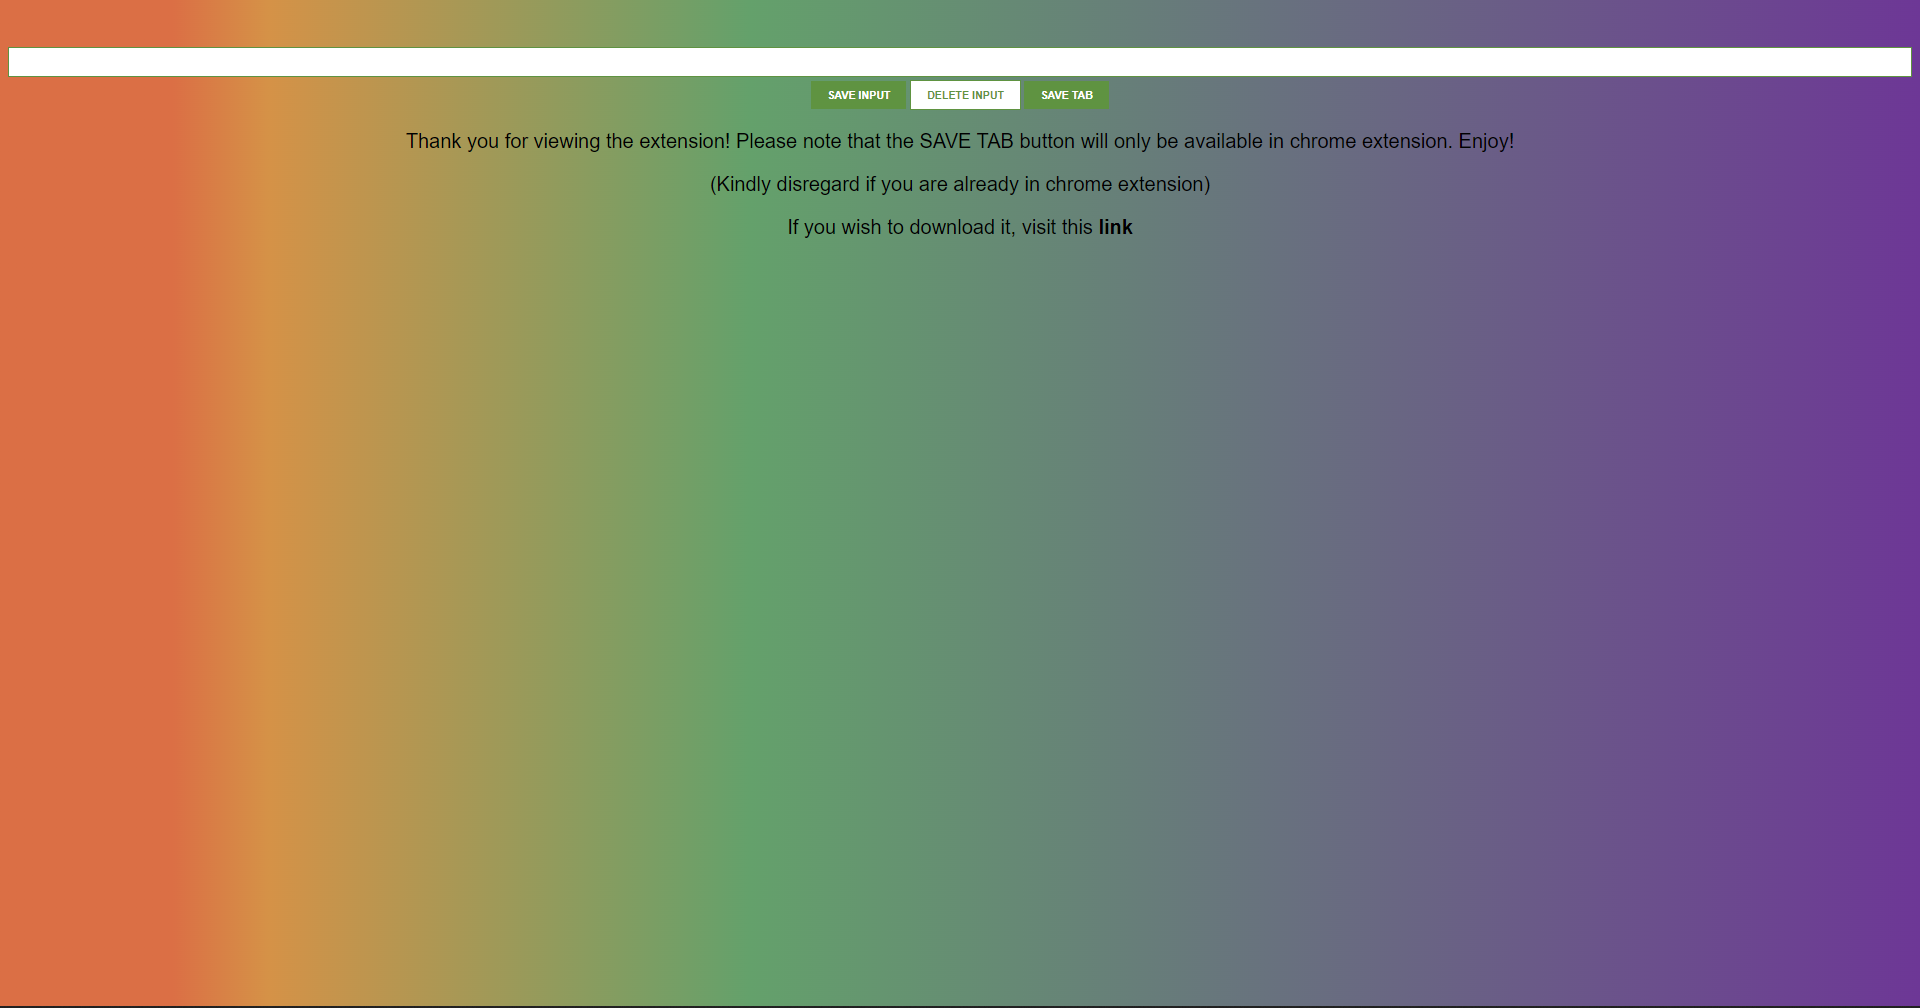 SAVE INPUT DELETE INPUT SAVE TAB
Thank you for viewing the extension! Please note that the SAVE TAB button will only be available in chrome extension. Enjoy!
(Kindly disregard if you are already in chrome extension)
If you wish to download it, visit this link